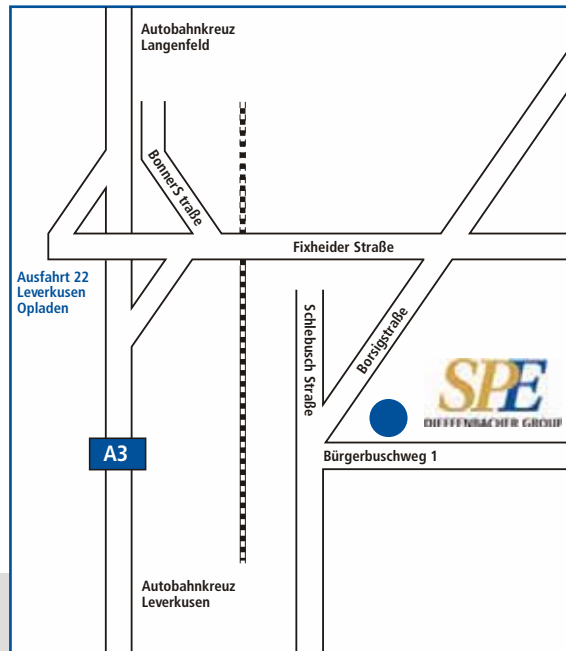 Autobahnkreuz
Langenfeld
BonnerS traße
Fixheider Straße
Ausfahrt 22
Leverkusen
Opladen
Schlebusch Straße
Borsigstraße
SPE
DIEFFENBACHER GROUP
A3
Bürgerbuschweg 1
Autobahnkreuz
Leverkusen